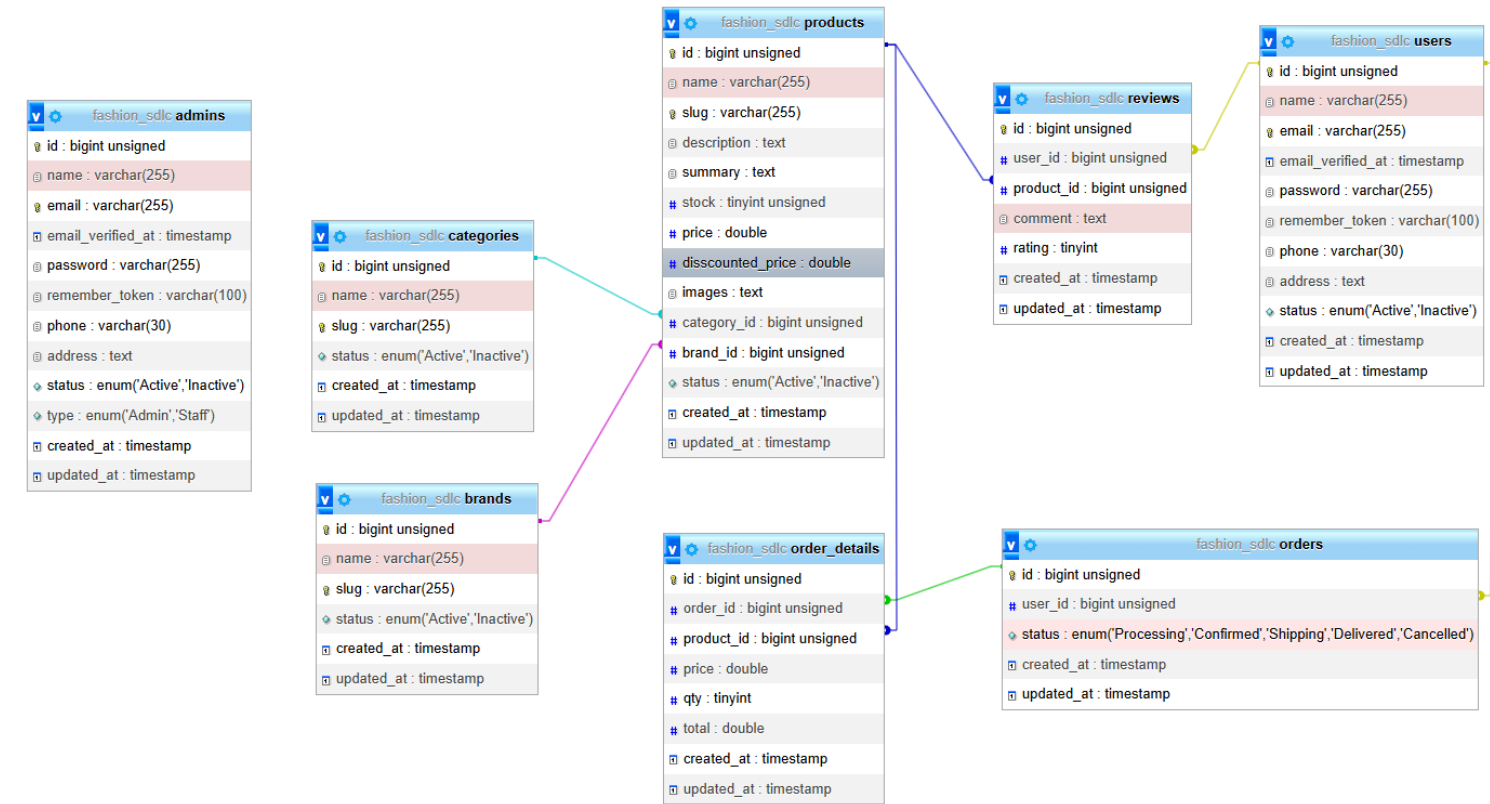 fashion_sdlc admins
id : bigint unsigned
name : varchar(255)
email : varchar(255)
email_verified_at : timestamp
password : varchar(255)
remember_token : varchar(100)
phone : varchar(30)
address : text
status : enum('Active','Inactive')
type : enum('Admin','Staff')
created_at : timestamp
updated_at : timestamp
fashion_sdlc categories
id : bigint unsigned
name : varchar(255)
slug : varchar(255)
status : enum('Active','Inactive')
created_at : timestamp
updated_at : timestamp
fashion_sdlc brands
id : bigint unsigned
name : varchar(255)
slug : varchar(255)
status : enum('Active','Inactive')
created_at : timestamp
updated_at : timestamp
fashion_sdlc products
id : bigint unsigned
name : varchar(255)
slug : varchar(255)
description : text
summary : text
stock : tinyint unsigned
price : double
disscounted_price : double
images : text
category_id : bigint unsigned
brand_id : bigint unsigned
status : enum('Active','Inactive')
created_at : timestamp
updated_at : timestamp
fashion_sdlc order_details
id : bigint unsigned
order_id : bigint unsigned
product_id : bigint unsigned
price : double
qty : tinyint
total : double
created_at : timestamp
updated_at : timestamp
fashion_sdlc reviews
id : bigint unsigned
user_id : bigint unsigned
product_id : bigint unsigned
comment : text
rating : tinyint
created_at : timestamp
updated_at : timestamp
fashion_sdlc users
id : bigint unsigned
name : varchar(255)
email : varchar(255)
email_verified_at : timestamp
password : varchar(255)
remember_token : varchar(100)
phone : varchar(30)
address : text
status : enum('Active','Inactive')
created_at : timestamp
updated_at : timestamp
fashion_sdlc orders
id : bigint unsigned
user_id : bigint unsigned
status : enum('Processing','Confirmed','Shipping','Delivered','Cancelled')
created_at : timestamp
updated_at : timestamp